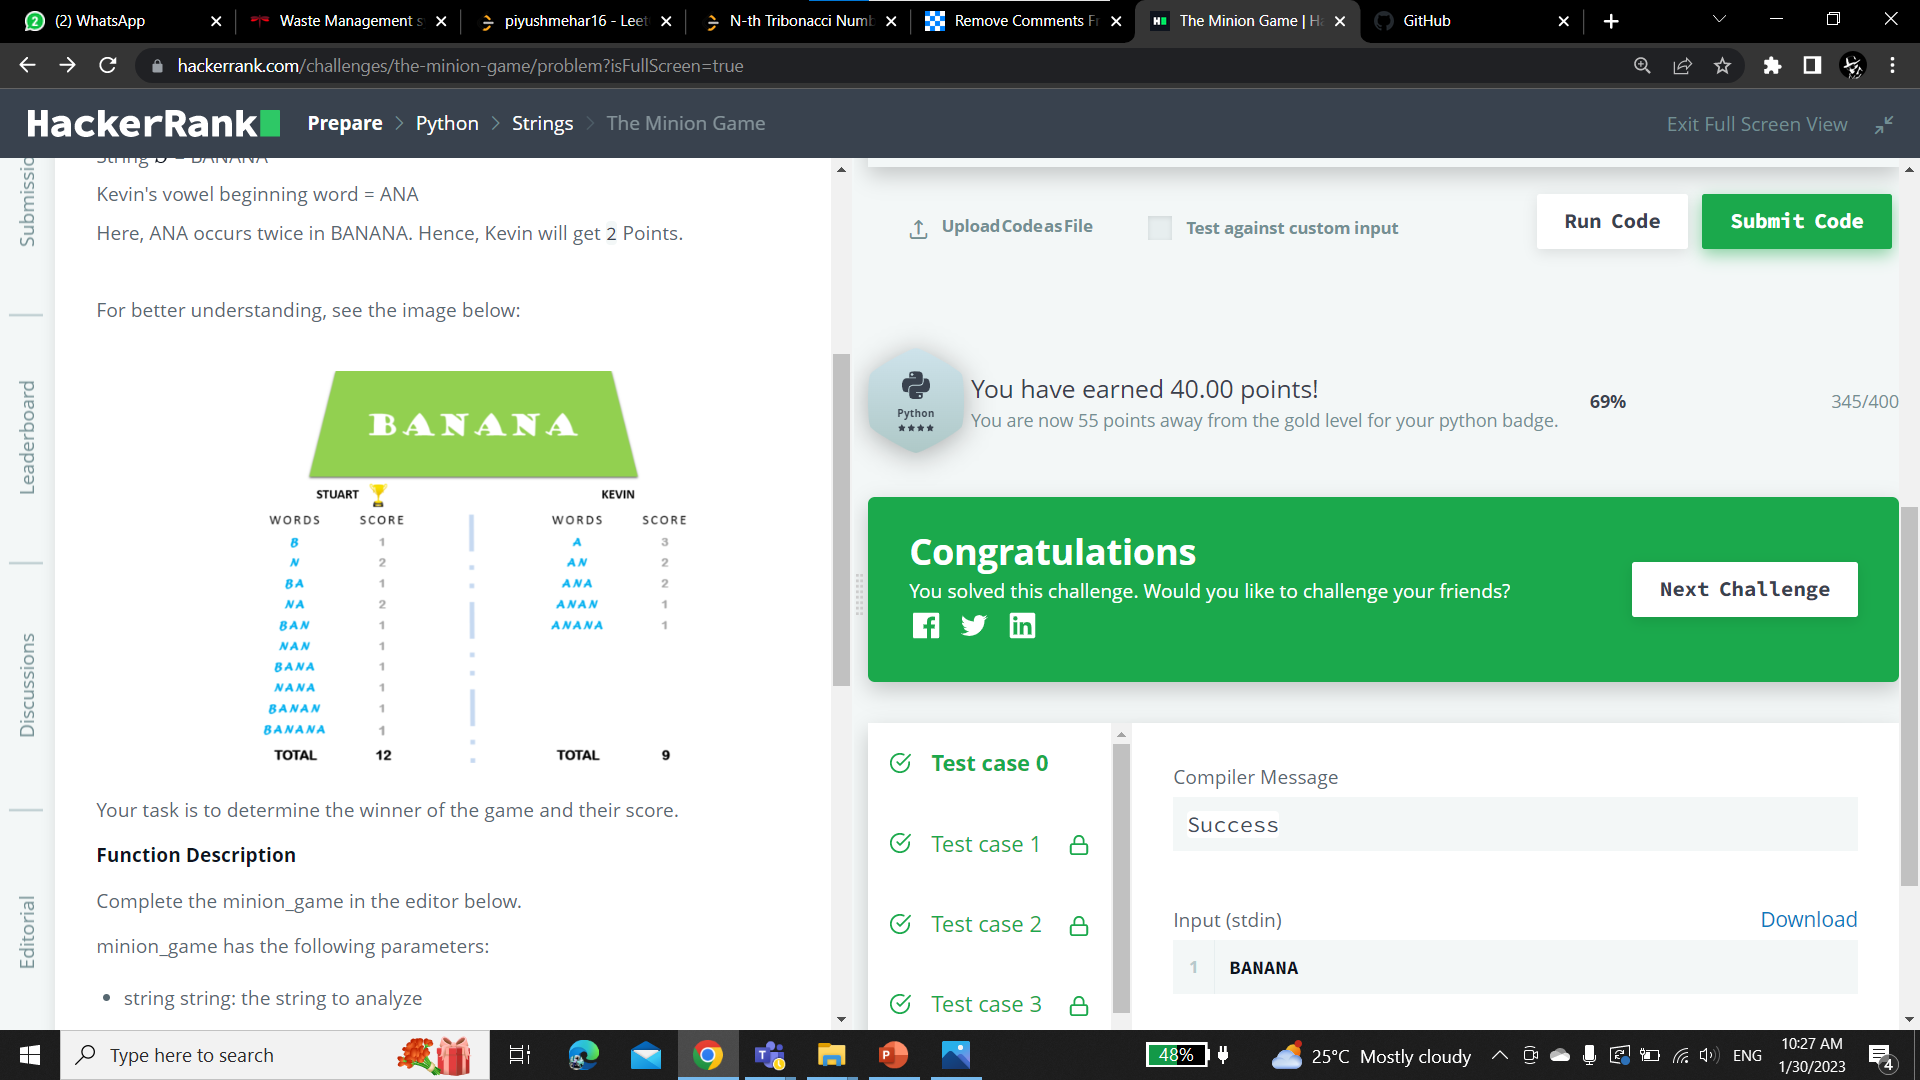 (2) WhatsApp
Waste Management s
piyushmehar16 - Leet
N-th Tribonacci Numb
Remove Comments Fr
The Minion Game | Ha
GitHub
hackerrank.com/challenges/the-minion-game/problem?isFullScreen=true
HackerRank
Prepare > Python > Strings > The Minion Game
Exit Full Screen View
Submissio
Leaderboard
Discussions
Editorial
String = BANANA
Kevin's vowel beginning word = ANA
Here, ANA occurs twice in BANANA. Hence, Kevin will get 2 Points.
For better understanding, see the image below:
BANANA
STUART KEVIN
WORDS SCORE WORDS SCORE
B 1 A 3
N 2 AN 2
BA 1 ANA 2
NA 2 ANAN 1
BAN 1 ANANA 1
NAN 1
BANA 1
NANA 1
BANAN 1
BANANA 1
TOTAL 12 TOTAL 9
Your task is to determine the winner of the game and their score.
Function Description
Complete the minion_game in the editor below.
minion_game has the following parameters:
• string string: the string to analyze
Upload Code as File
Test against custom input
Run Code
Submit Code
Python
You have earned 40.00 points!
You are now 55 points away from the gold level for your python badge.
69%
345/400
Congratulations
You solved this challenge. Would you like to challenge your friends?
Next Challenge
Test case 0
Test case 1
Test case 2
Test case 3
Compiler Message
Success
Input (stdin)
Download
1 BANANA
Type here to search
48%
25°C Mostly cloudy
ENG
10:27 AM
1/30/2023
4